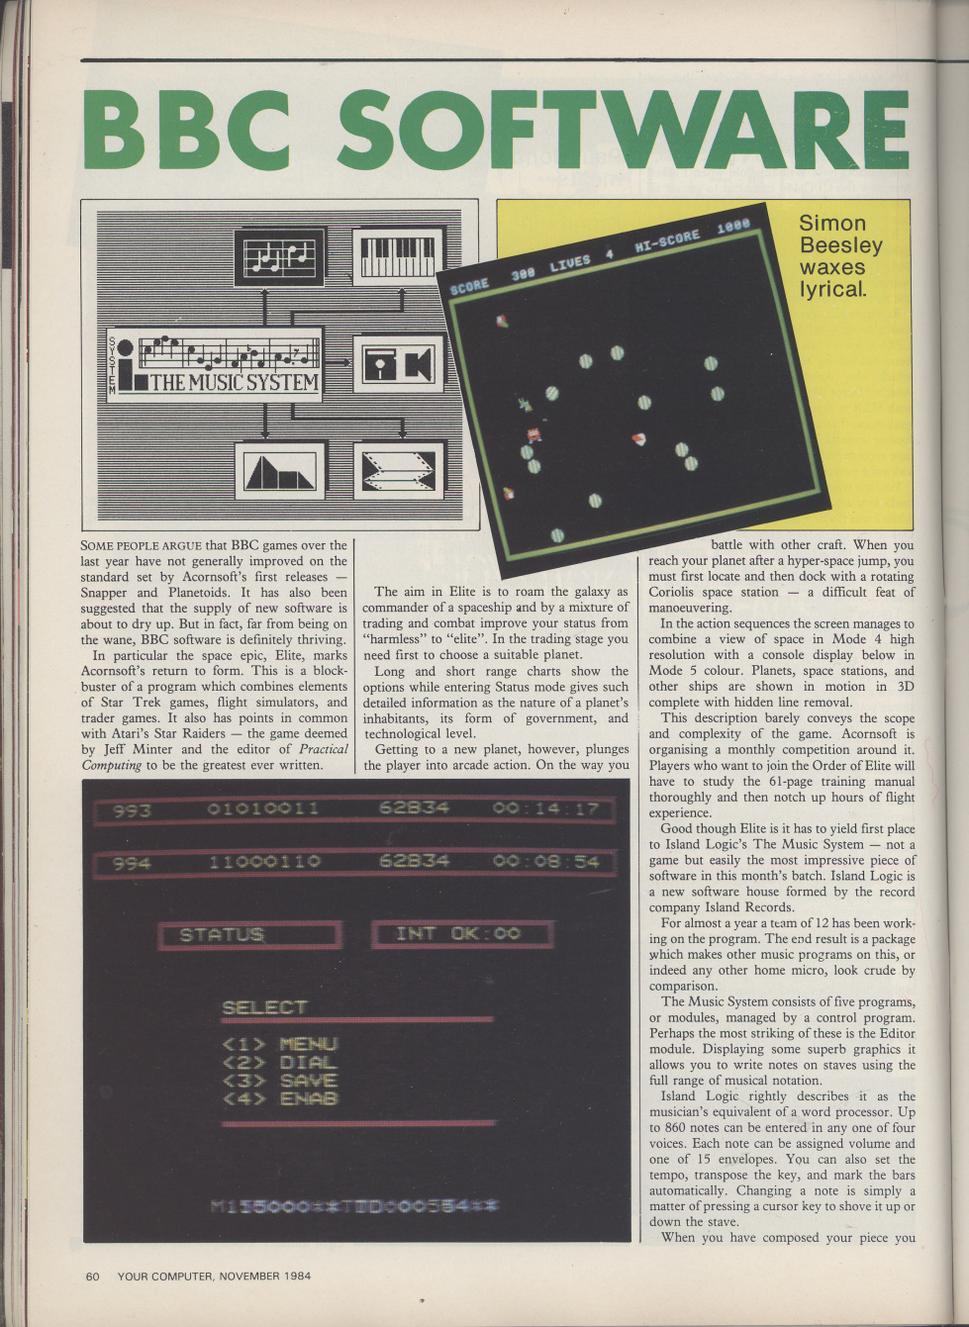 BBC SOFTWARE
SYSTEM
THE MUSIC SYSTEM
SCORE 300 LIVES 4 HI-SCORE 1000
Simon
Beesley
waxes
lyrical.
SOME PEOPLE ARGUE that BBC games over the
last year have not generally improved on the
standard set by Acornsoft's first releases —
Snapper and Planetoids. It has also been
suggested that the supply of new software is
about to dry up. But in fact, far from being on
the wane, BBC software is definitely thriving.
In particular the space epic, Elite, marks
Acornsoft's return to form. This is a block-
buster of a program which combines elements
of Star Trek games, flight simulators, and
trader games. It also has points in common
with Atari's Star Raiders — the game deemed
by Jeff Minter and the editor of Practical
Computing to be the greatest ever written.
The aim in Elite is to roam the galaxy as
commander of a spaceship and by a mixture of
trading and combat improve your status from
"harmless" to "elite". In the trading stage you
need first to choose a suitable planet.
Long and short range charts show the
options while entering Status mode gives such
detailed information as the nature of a planet's
inhabitants, its form of government, and
technological level.
Getting to a new planet, however, plunges
the player into arcade action. On the way you
battle with other craft. When you
reach your planet after a hyper-space jump, you
must first locate and then dock with a rotating
Coriolis space station — a difficult feat of
manoeuvering.
In the action sequences the screen manages to
combine a view of space in Mode 4 high
resolution with a console display below in
Mode 5 colour. Planets, space stations, and
other ships are shown in motion in 3D
complete with hidden line removal.
This description barely conveys the scope
and complexity of the game. Acornsoft is
organising a monthly competition around it.
Players who want to join the Order of Elite will
have to study the 61-page training manual
thoroughly and then notch up hours of flight
experience.
Good though Elite is it has to yield first place
to Island Logic's The Music System — not a
game but easily the most impressive piece of
software in this month's batch. Island Logic is
a new software house formed by the record
company Island Records.
For almost a year a team of 12 has been work-
ing on the program. The end result is a package
which makes other music programs on this, or
indeed any other home micro, look crude by
comparison.
The Music System consists of five programs,
or modules, managed by a control program.
Perhaps the most striking of these is the Editor
module. Displaying some superb graphics it
allows you to write notes on staves using the
full range of musical notation.
Island Logic rightly describes it as the
musician's equivalent of a word processor. Up
to 860 notes can be entered in any one of four
voices. Each note can be assigned volume and
one of 15 envelopes. You can also set the
tempo, transpose the key, and mark the bars
automatically. Changing a note is simply a
matter of pressing a cursor key to shove it up or
down the stave.
When you have composed your piece you
993 01010011 62B34 00:14:17
994 11000110 62B34 00:08:54
STATUS INT OK:00
SELECT
<1> MENU
<2> DIAL
<3> SAVE
<4> ENAB
60 YOUR COMPUTER, NOVEMBER 1984